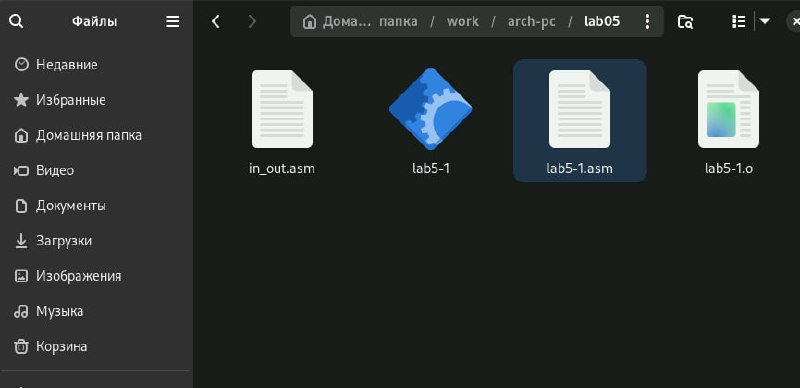 Файлы
Дома… папка / work / arch-pc / lab05
Недавние
Избранные
Домашняя папка
Видео
Документы
Загрузки
Изображения
Музыка
Корзина
in_out.asm
lab5-1
lab5-1.asm
lab5-1.o